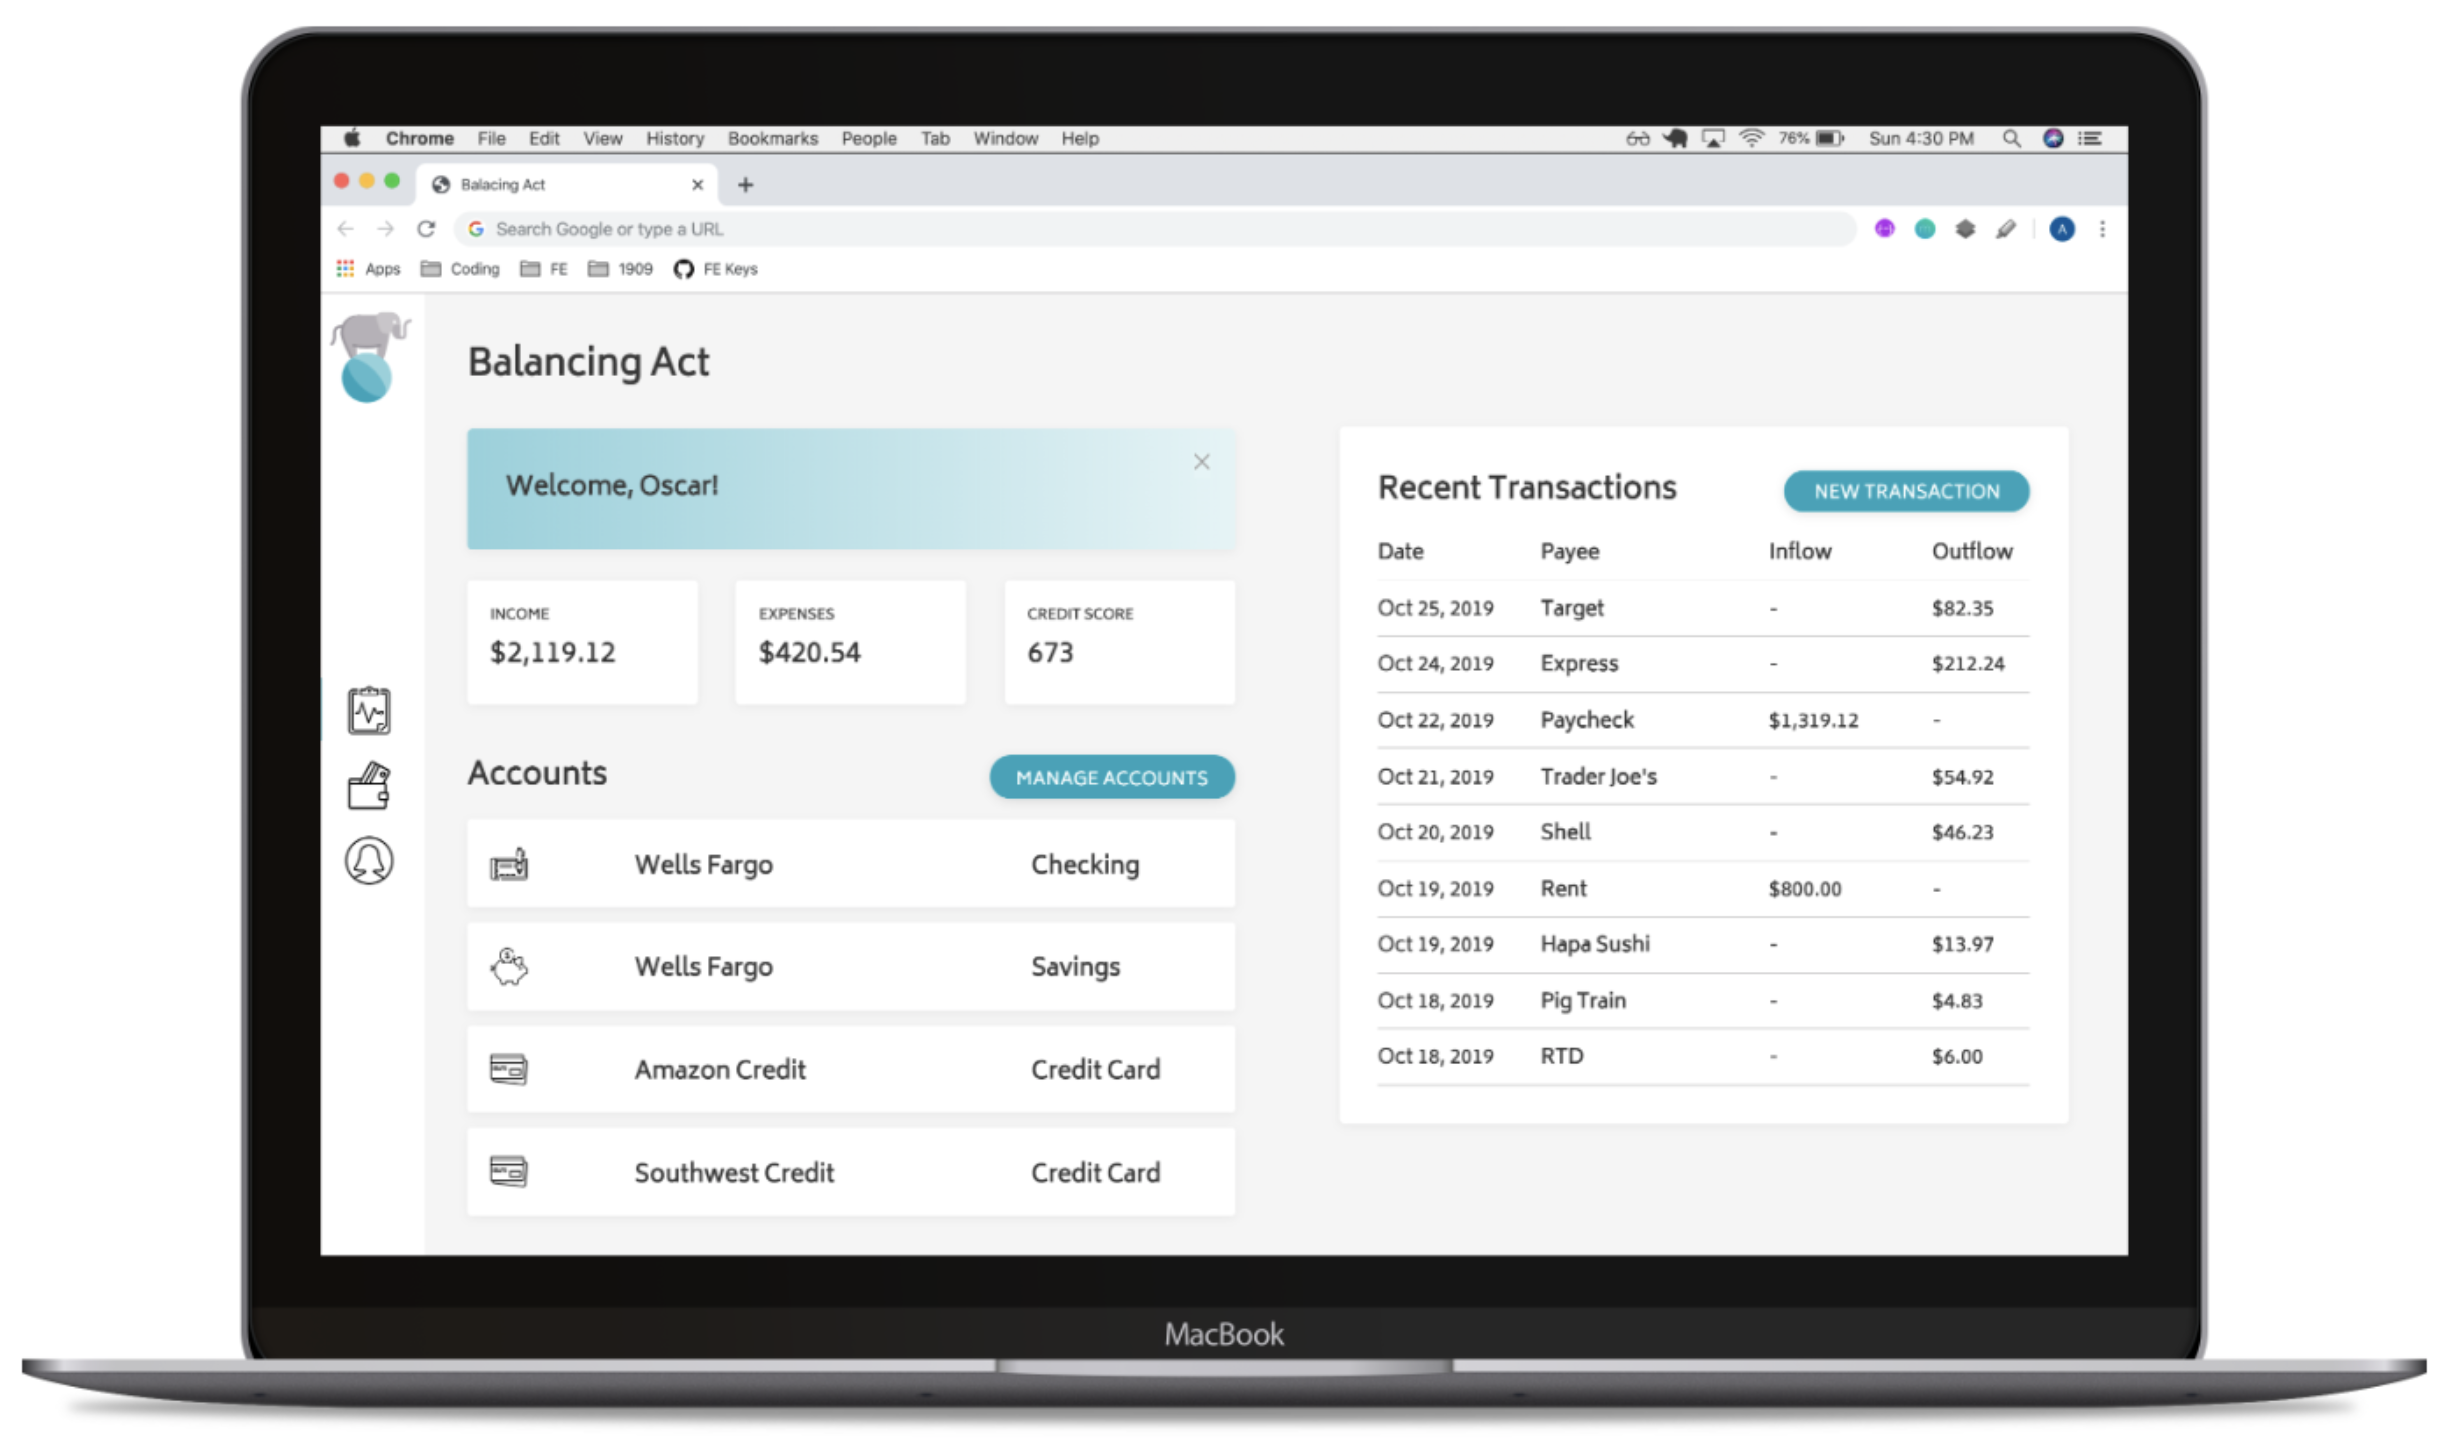 Chrome File Edit View History Bookmarks People Tab Window Help 76% Sun 4:30 PM
Balacing Act
Search Google or type a URL A
Apps Coding FE 1909 FE Keys
Balancing Act
Welcome, Oscar!
INCOME EXPENSES CREDIT SCORE
$2,119.12 $420.54 673
Accounts MANAGE ACCOUNTS
Wells Fargo Checking
Wells Fargo Savings
Amazon Credit Credit Card
Southwest Credit Credit Card
Recent Transactions NEW TRANSACTION
Date Payee Inflow Outflow
Oct 25, 2019 Target - $82.35
Oct 24, 2019 Express - $212.24
Oct 22, 2019 Paycheck $1,319.12 -
Oct 21, 2019 Trader Joe's - $54.92
Oct 20, 2019 Shell - $46.23
Oct 19, 2019 Rent $800.00 -
Oct 19, 2019 Hapa Sushi - $13.97
Oct 18, 2019 Pig Train - $4.83
Oct 18, 2019 RTD - $6.00
MacBook